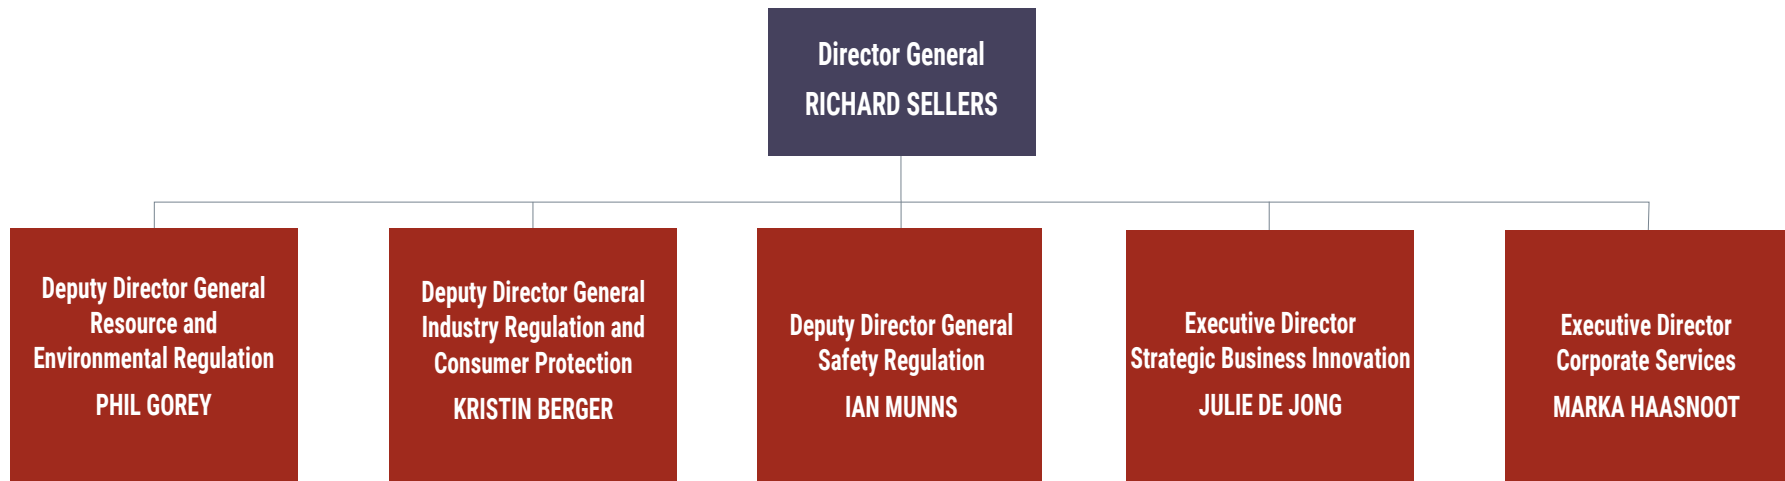 Director General
RICHARD SELLERS
Deputy Director General
Resource and
Environmental Regulation
PHIL GOREY
Deputy Director General
Industry Regulation and
Consumer Protection
KRISTIN BERGER
Deputy Director General
Safety Regulation
IAN MUNNS
Executive Director
Strategic Business Innovation
JULIE DE JONG
Executive Director
Corporate Services
MARKA HAASNOOT